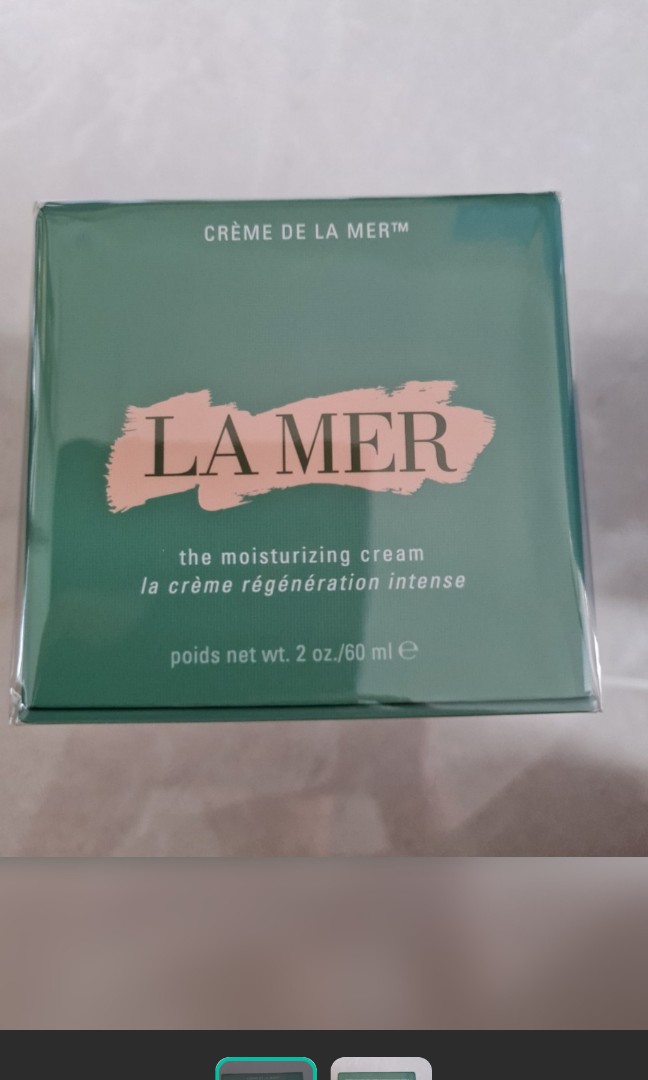 CRÈME DE LA MER™
LA MER
the moisturizing cream
la crème régénération intense
poids net wt. 2 oz./60 ml ℮